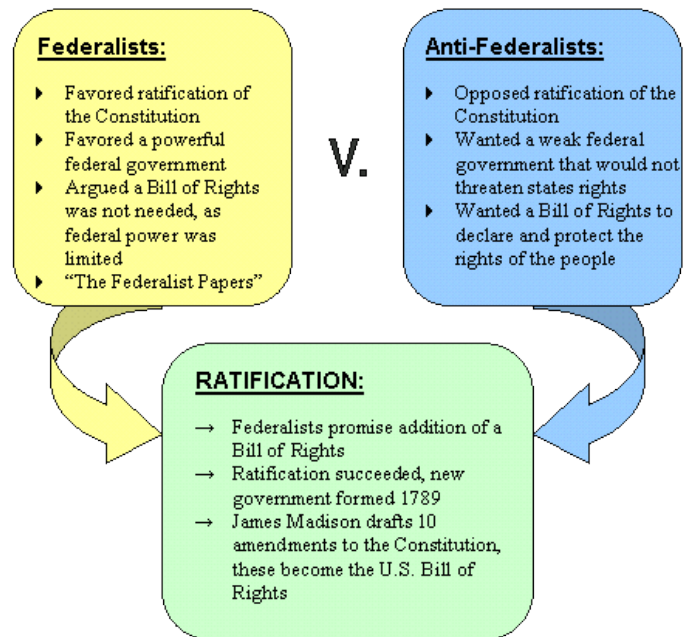 Federalists:
Favored ratification of
the Constitution
Favored a powerful
federal government
Argued a Bill of Rights
was not needed, as
federal power was
limited
“The Federalist Papers”
V.
Anti-Federalists:
Opposed ratification of the
Constitution
Wanted a weak federal
government that would not
threaten states rights
Wanted a Bill of Rights to
declare and protect the
rights of the people
RATIFICATION:
→ Federalists promise addition of a
Bill of Rights
→ Ratification succeeded, new
government formed 1789
→ James Madison drafts 10
amendments to the Constitution,
these become the U.S. Bill of
Rights